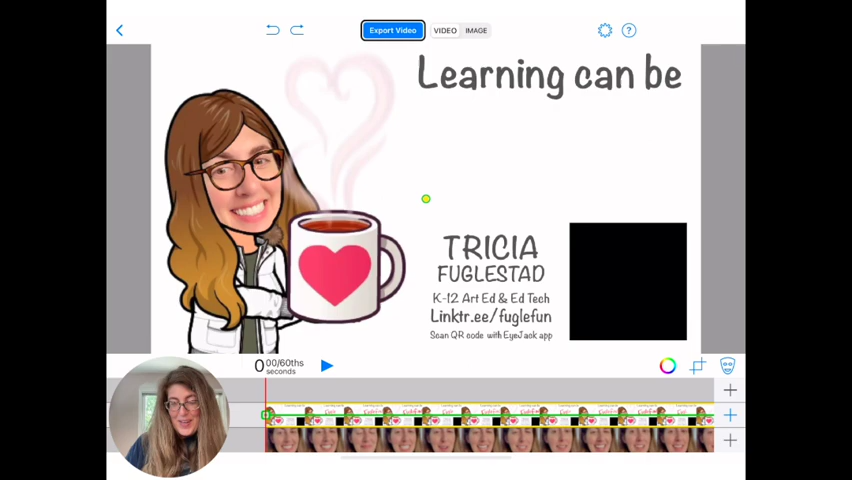 Export Video
VIDEO
IMAGE
?
Learning can be
TRICIA
FUGLESTAD
K-12 Art Ed & Ed Tech
Linktr.ee/fuglefun
Scan QR code with EyeJack app
0 00/60ths
seconds